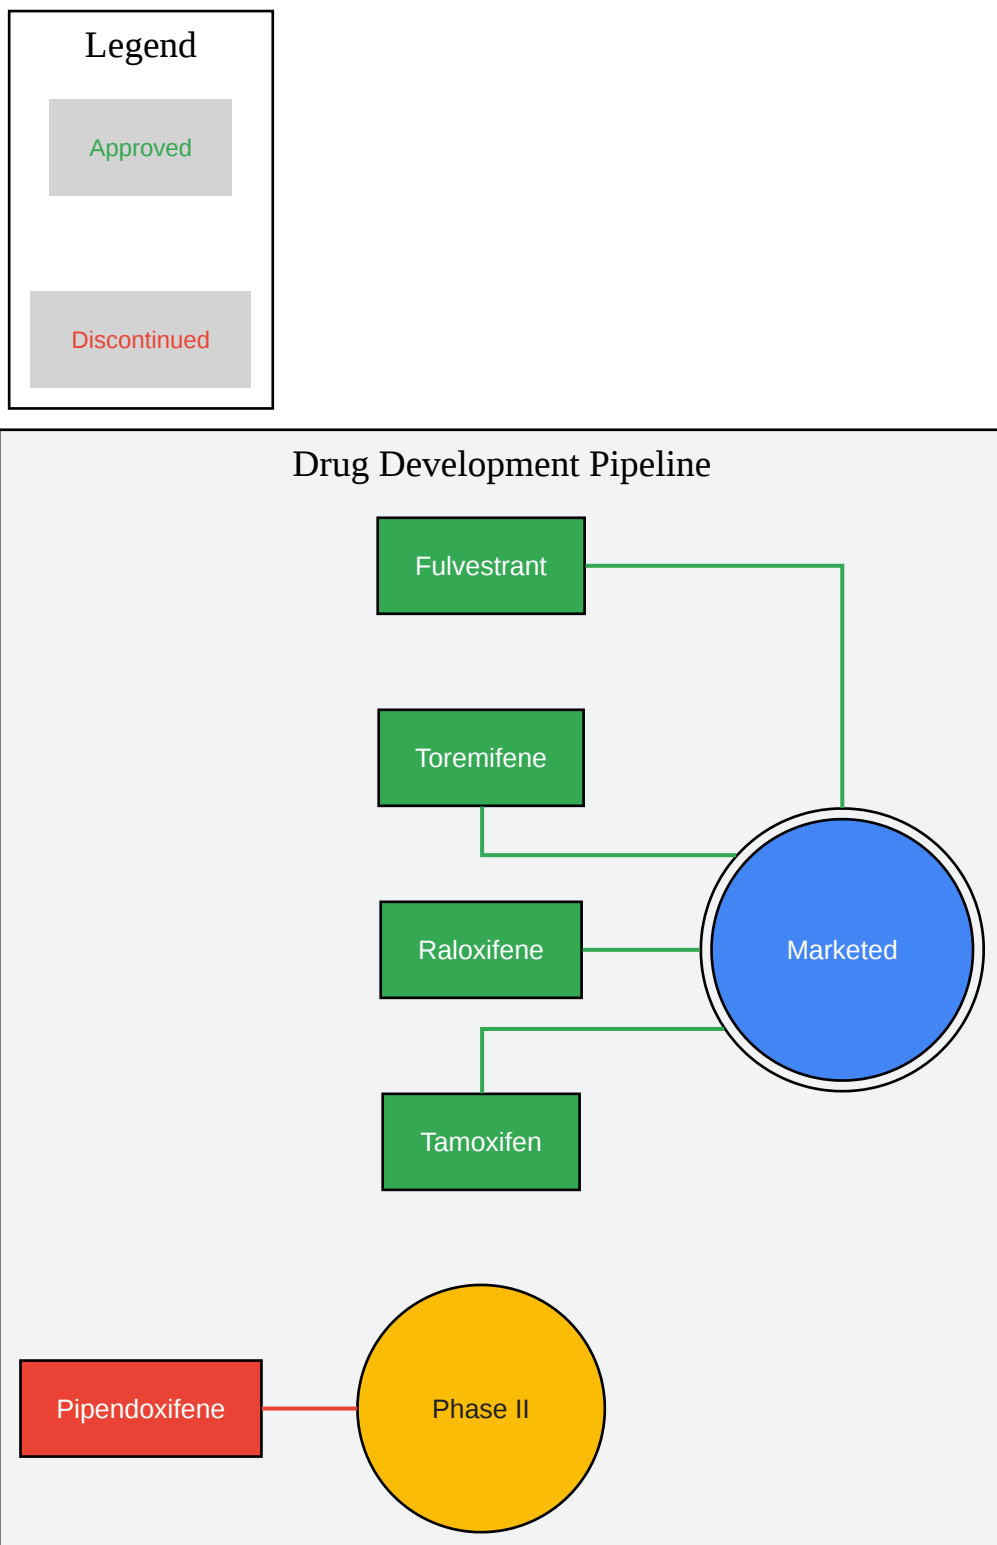 Legend
Approved
Discontinued
Drug Development Pipeline
Fulvestrant
Toremifene
Raloxifene
Marketed
Tamoxifen
Pipendoxifene
Phase II